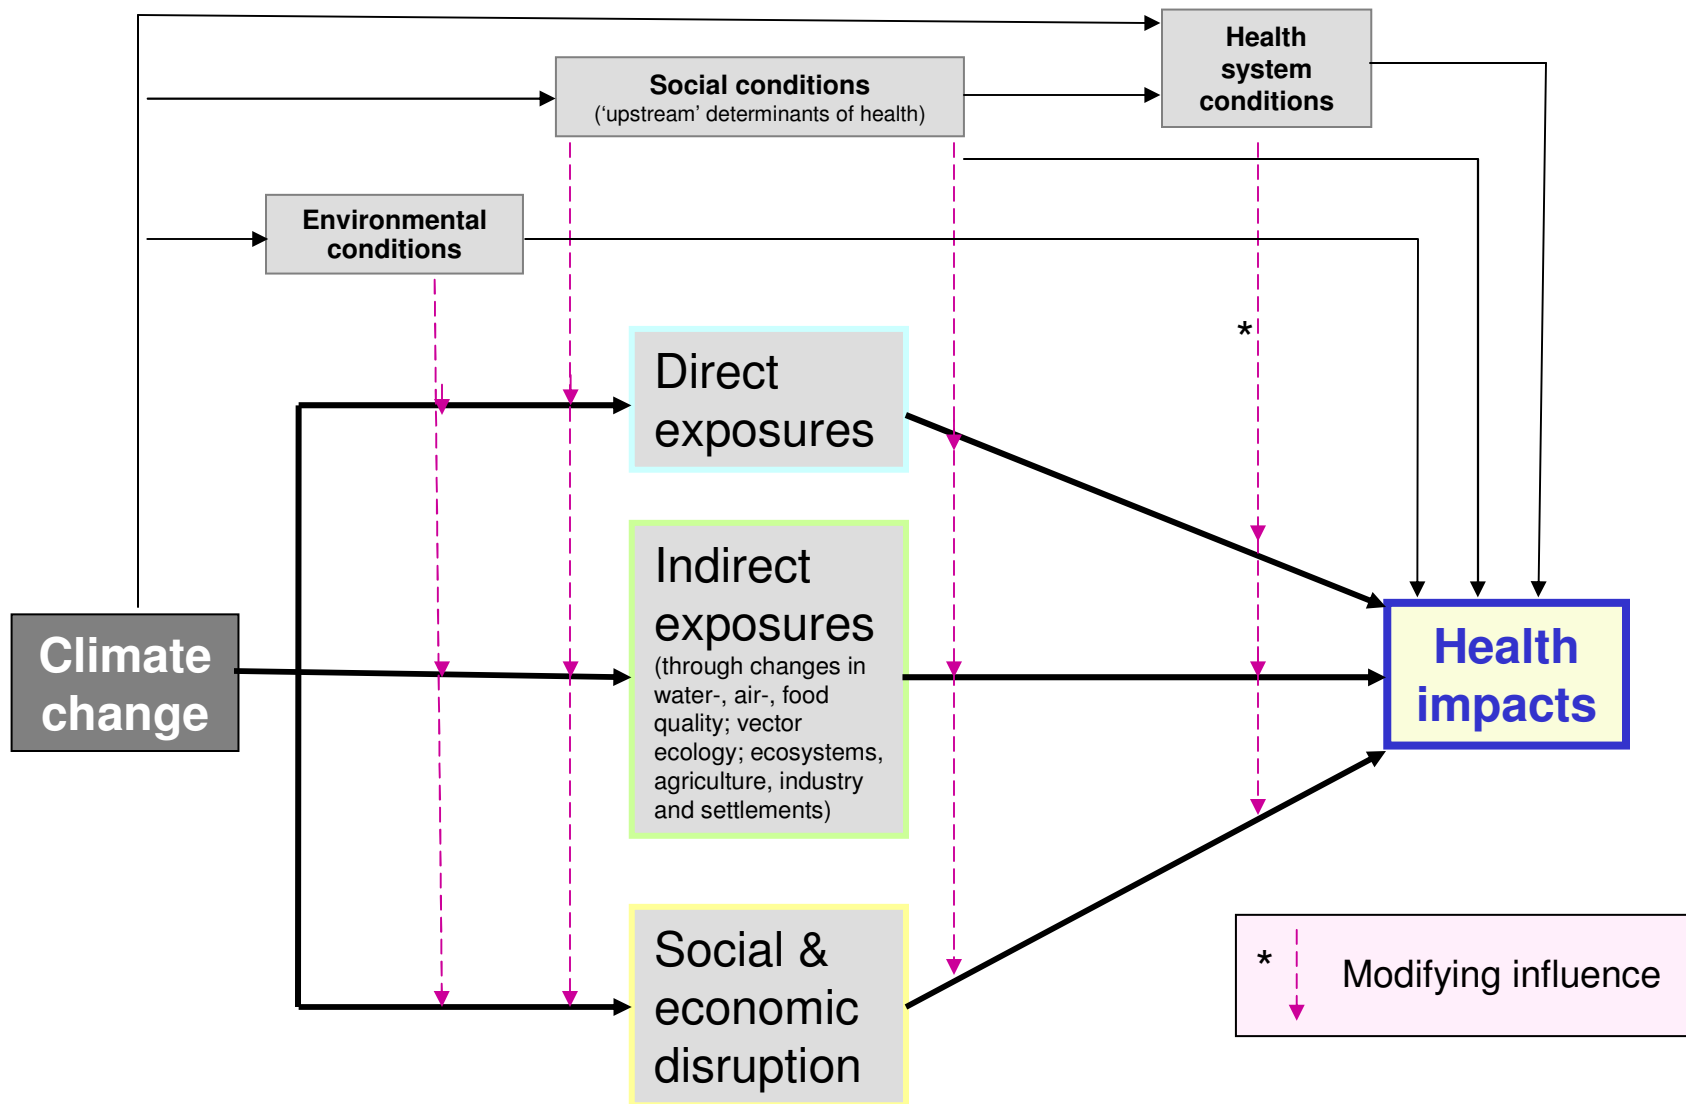 Health
system
conditions
Social conditions
(‘upstream’ determinants of health)
Environmental
conditions
*
Direct
exposures
Indirect
exposures
(through changes in
water-, air-, food
quality; vector
ecology; ecosystems,
agriculture, industry
and settlements)
Climate
change
Health
impacts
Social &
economic
disruption
* Modifying influence